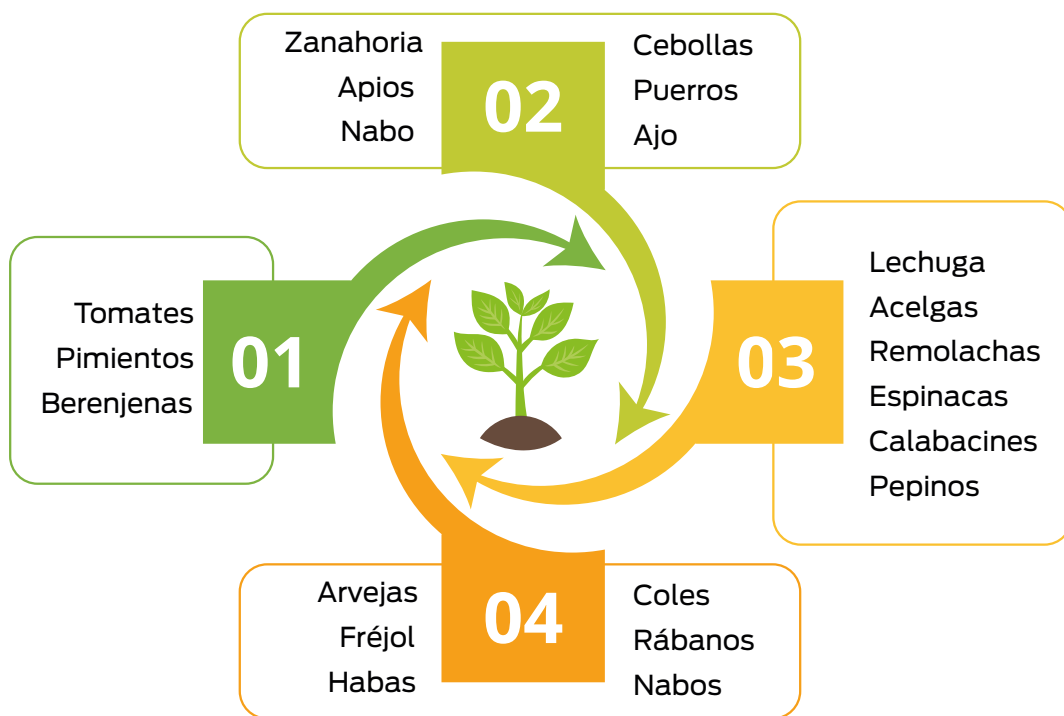 01
Tomates
Pimientos
Berenjenas
02
Zanahoria
Apios
Nabo
Cebollas
Puerros
Ajo
03
Lechuga
Acelgas
Remolachas
Espinacas
Calabacines
Pepinos
04
Arvejas
Fréjol
Habas
Coles
Rábanos
Nabos